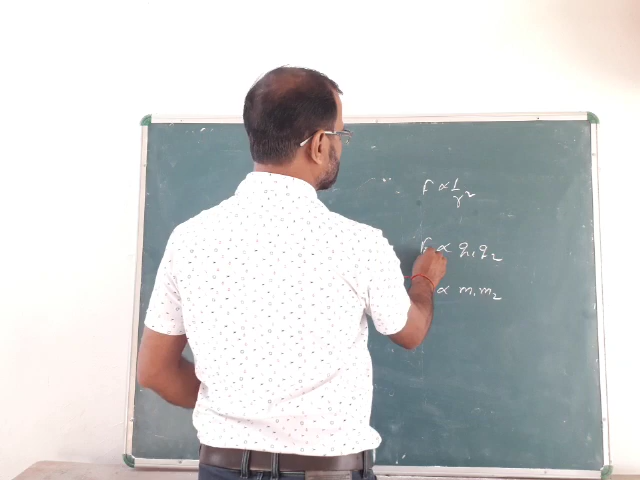 F ∝ 1/r²
F ∝ q₁q₂
∝ m₁m₂